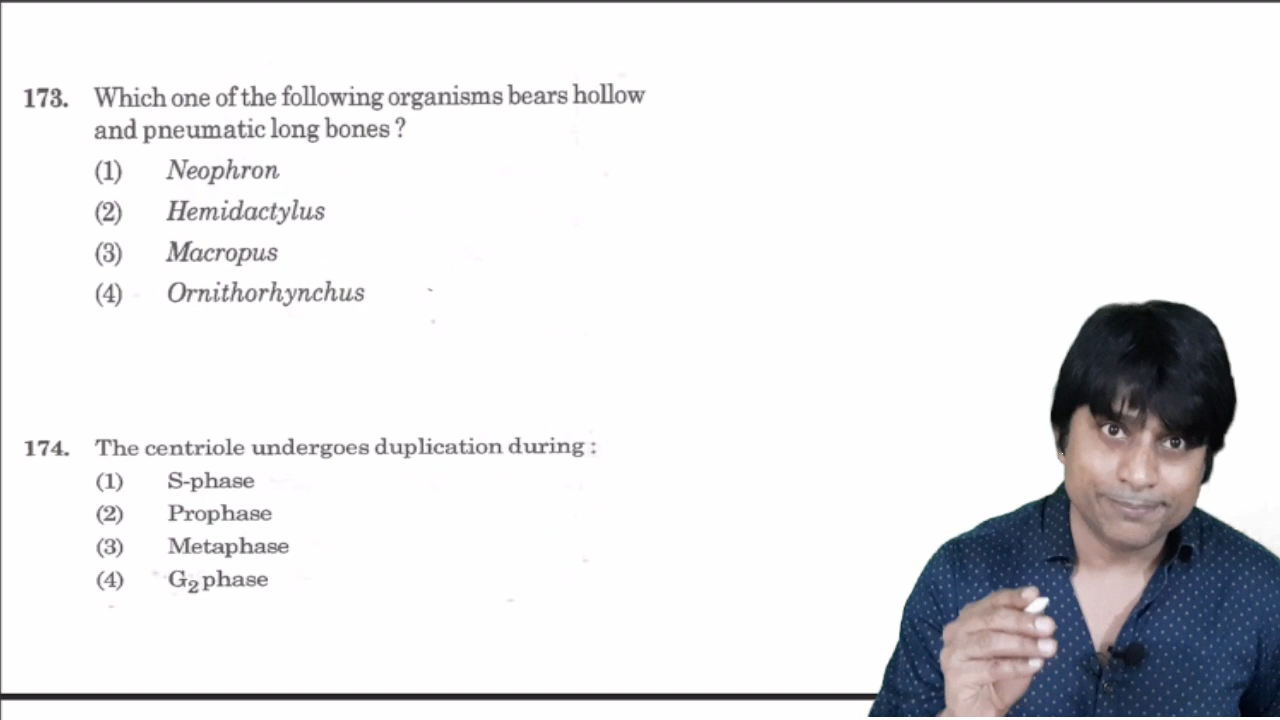 173. Which one of the following organisms bears hollow
and pneumatic long bones ?
(1) Neophron
(2) Hemidactylus
(3) Macropus
(4) Ornithorhynchus
174. The centriole undergoes duplication during :
(1) S-phase
(2) Prophase
(3) Metaphase
(4) G₂ phase